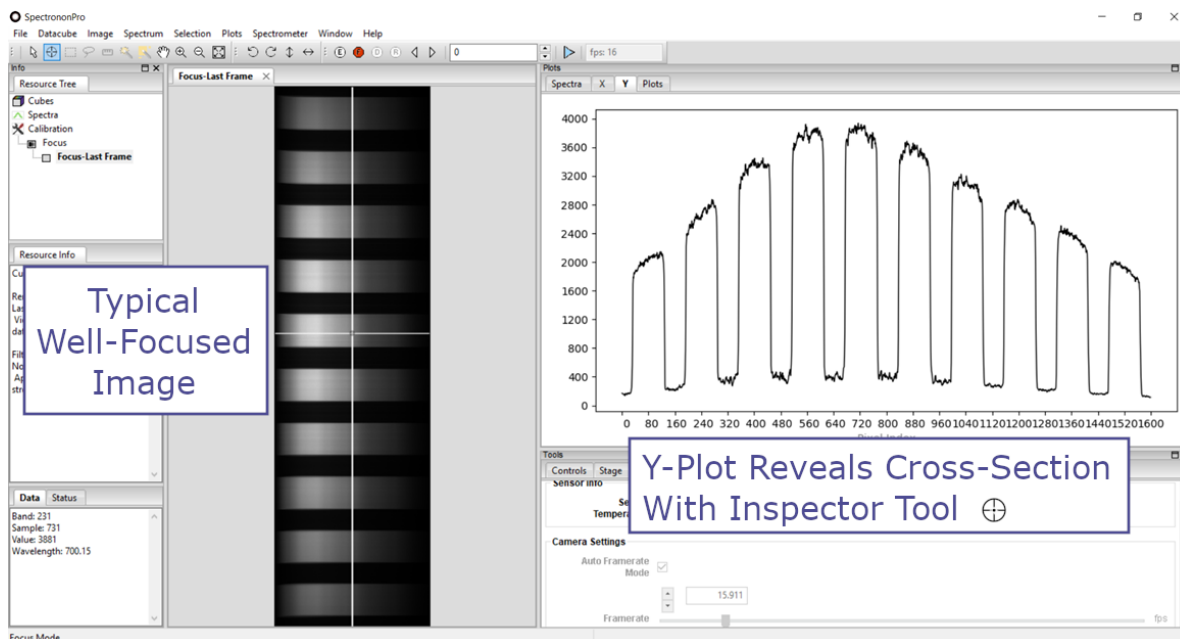 SpectrononPro
File Datacube Image Spectrum Selection Plots Spectrometer Window Help
E F D R 0 fps: 16
Info
Resource Tree
Cubes
Spectra
Calibration
Focus
Focus-Last Frame
Resource Info
Typical
Well-Focused
Image
Data Status
Band: 231
Sample: 731
Value: 3881
Wavelength: 700.15
Focus Mode
Focus-Last Frame
Plots
Spectra X Y Plots
4000
3600
3200
2800
2400
2000
1600
1200
800
400
0
0 80 160 240 320 400 480 560 640 720 800 880 960 1040 1120 1200 1280 1360 1440 1520 1600
Pixel Index
Tools
Controls Stage
Sensor Info
Y-Plot Reveals Cross-Section
With Inspector Tool
Camera Settings
Auto Framerate
Mode
15.911
Framerate fps